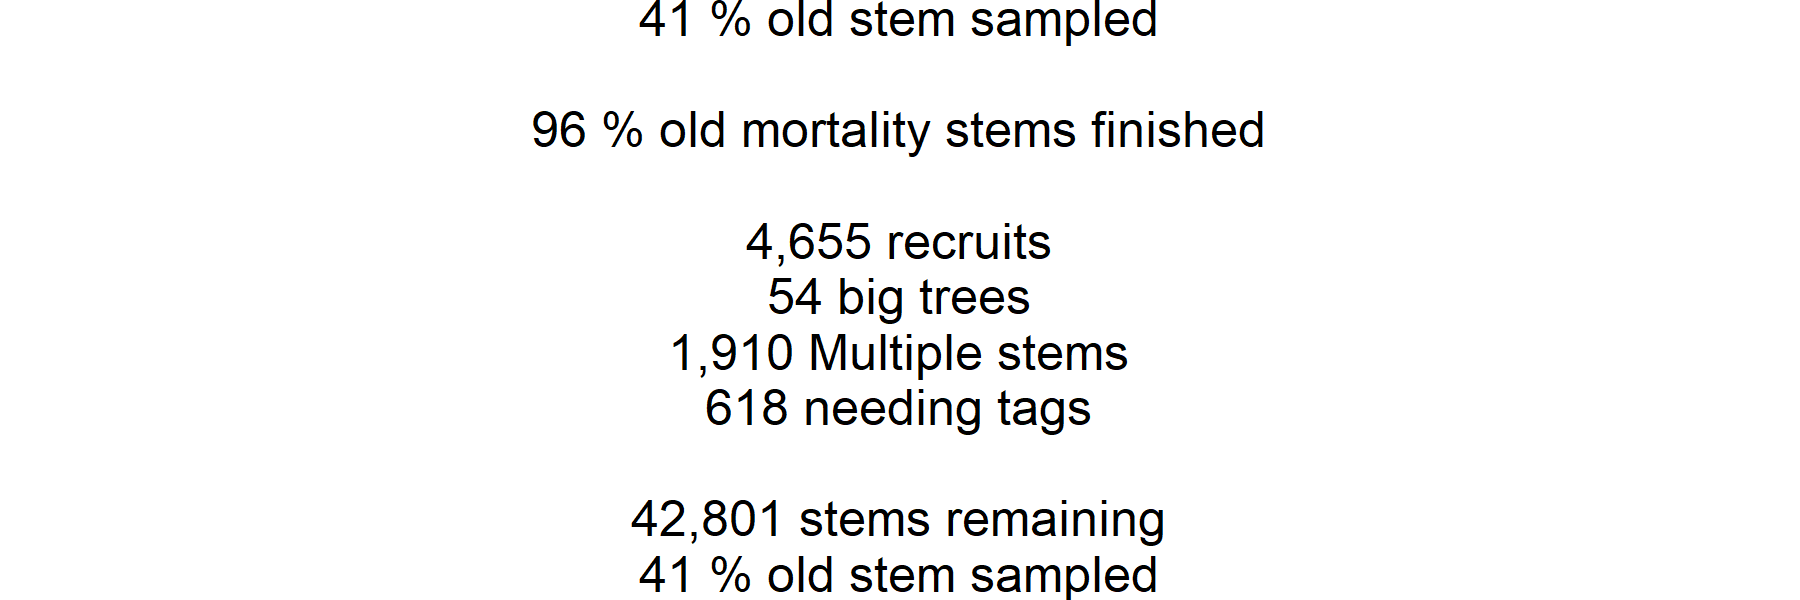 41 % old stem sampled
96 % old mortality stems finished
4,655 recruits
54 big trees
1,910 Multiple stems
618 needing tags
42,801 stems remaining
41 % old stem sampled